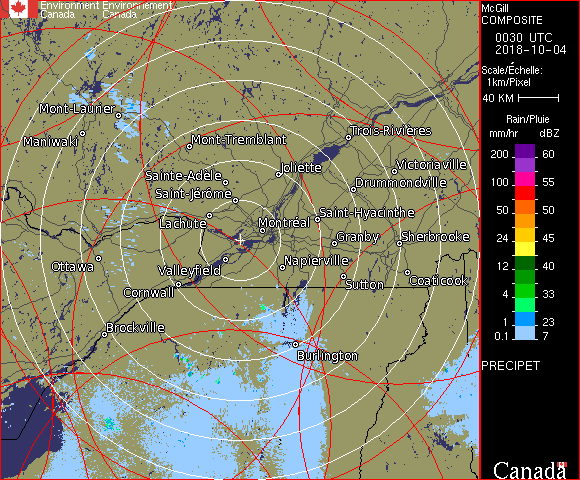 Environment Environnement
Canada Canada
McGill
COMPOSITE
0030 UTC
2018-10-04
Scale/Échelle:
1km/Pixel
40 KM
Rain/Pluie
mm/hr dBZ
200 60
100 55
50 50
24 45
12 40
4 33
1 23
0.1 7
PRECIPET
Canada
Mont-Laurier
Maniwaki
Mont-Tremblant
Trois-Rivières
Joliette
Victoriaville
Sainte-Adèle
Drummondville
Saint-Jérôme
Saint-Hyacinthe
Lachute
Montréal
Granby
Sherbrooke
Ottawa
Valleyfield
Napierville
Cornwall
Sutton
Coaticook
Brockville
Burlington